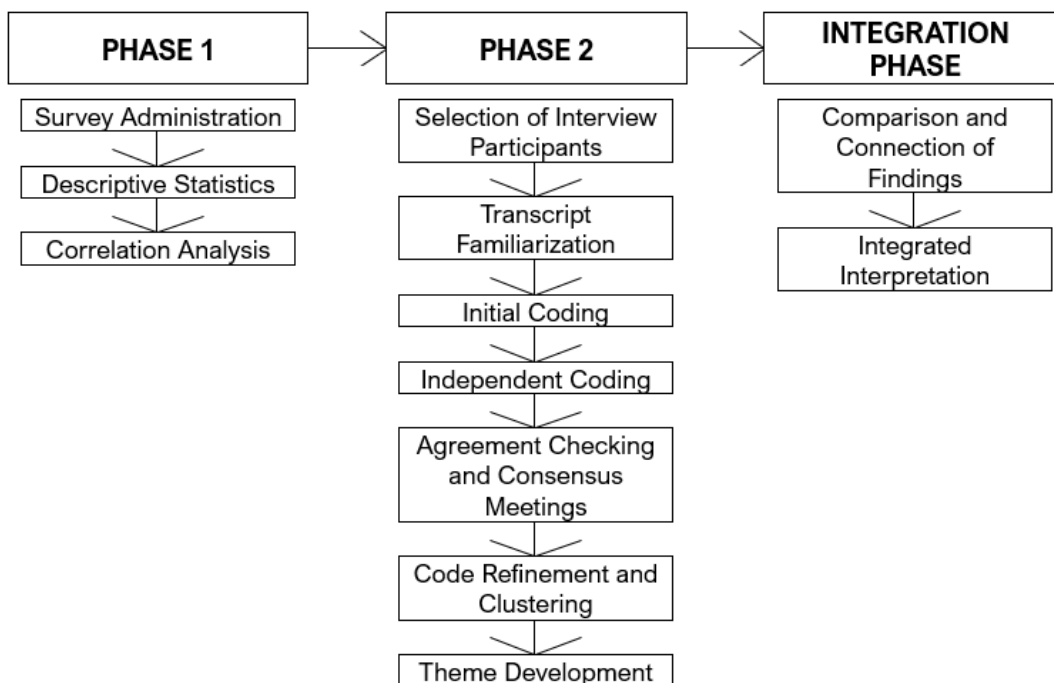 PHASE 1
Survey Administration
Descriptive Statistics
Correlation Analysis
PHASE 2
Selection of Interview
Participants
Transcript
Familiarization
Initial Coding
Independent Coding
Agreement Checking
and Consensus
Meetings
Code Refinement and
Clustering
Theme Development
INTEGRATION
PHASE
Comparison and
Connection of
Findings
Integrated
Interpretation